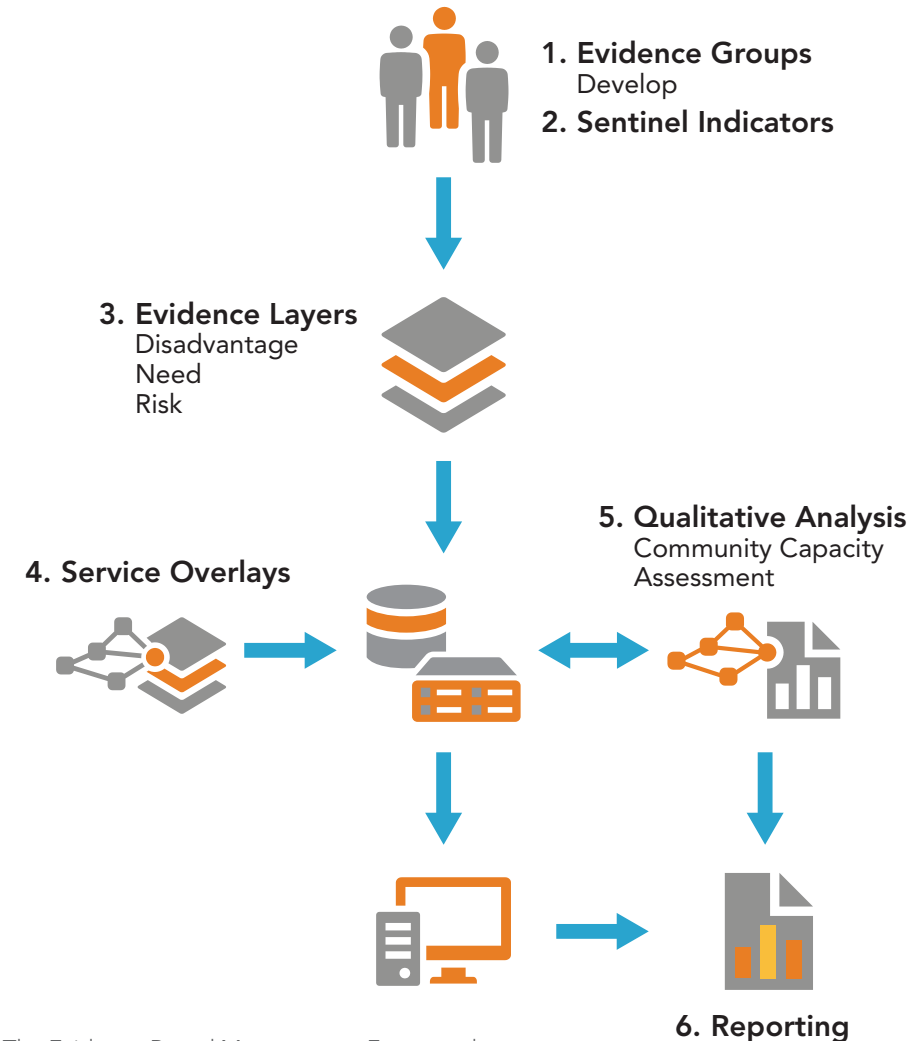 1. Evidence Groups
Develop
2. Sentinel Indicators
3. Evidence Layers
Disadvantage
Need
Risk
4. Service Overlays
5. Qualitative Analysis
Community Capacity
Assessment
6. Reporting